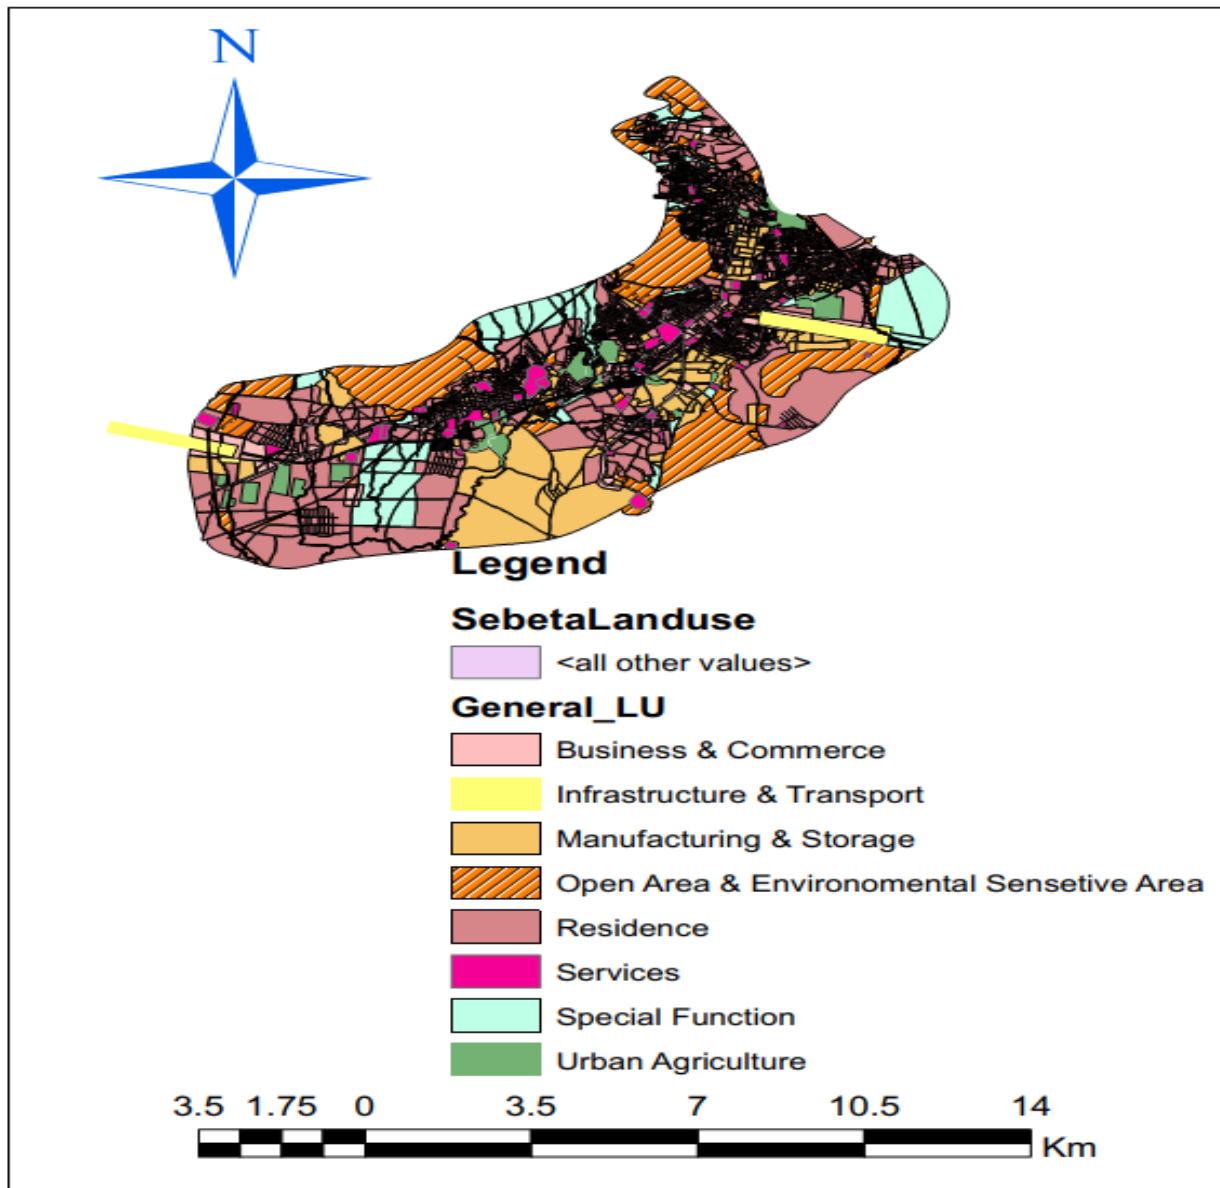 N
Legend
SebetaLanduse
<all other values>
General_LU
Business & Commerce
Infrastructure & Transport
Manufacturing & Storage
Open Area & Environomental Sensetive Area
Residence
Services
Special Function
Urban Agriculture
3.5 1.75 0 3.5 7 10.5 14
Km